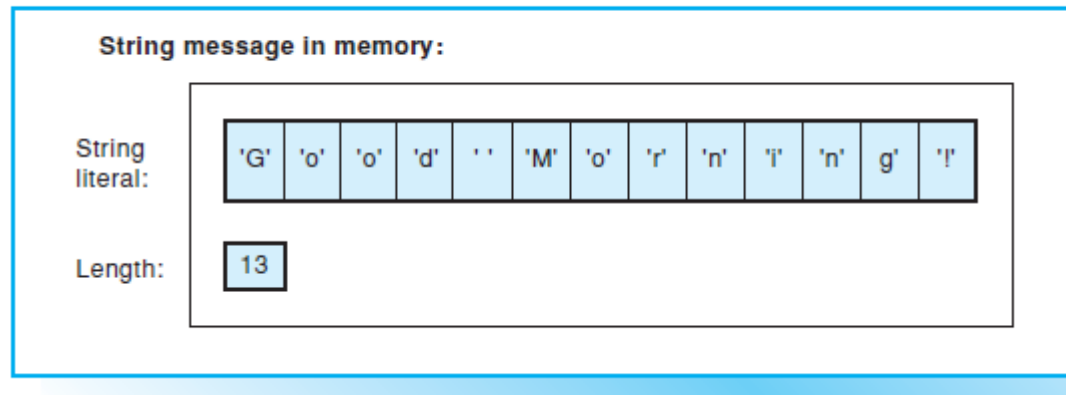 String message in memory:
String literal: 'G' 'o' 'o' 'd' ' ' 'M' 'o' 'r' 'n' 'i' 'n' g' '!'
Length: 13